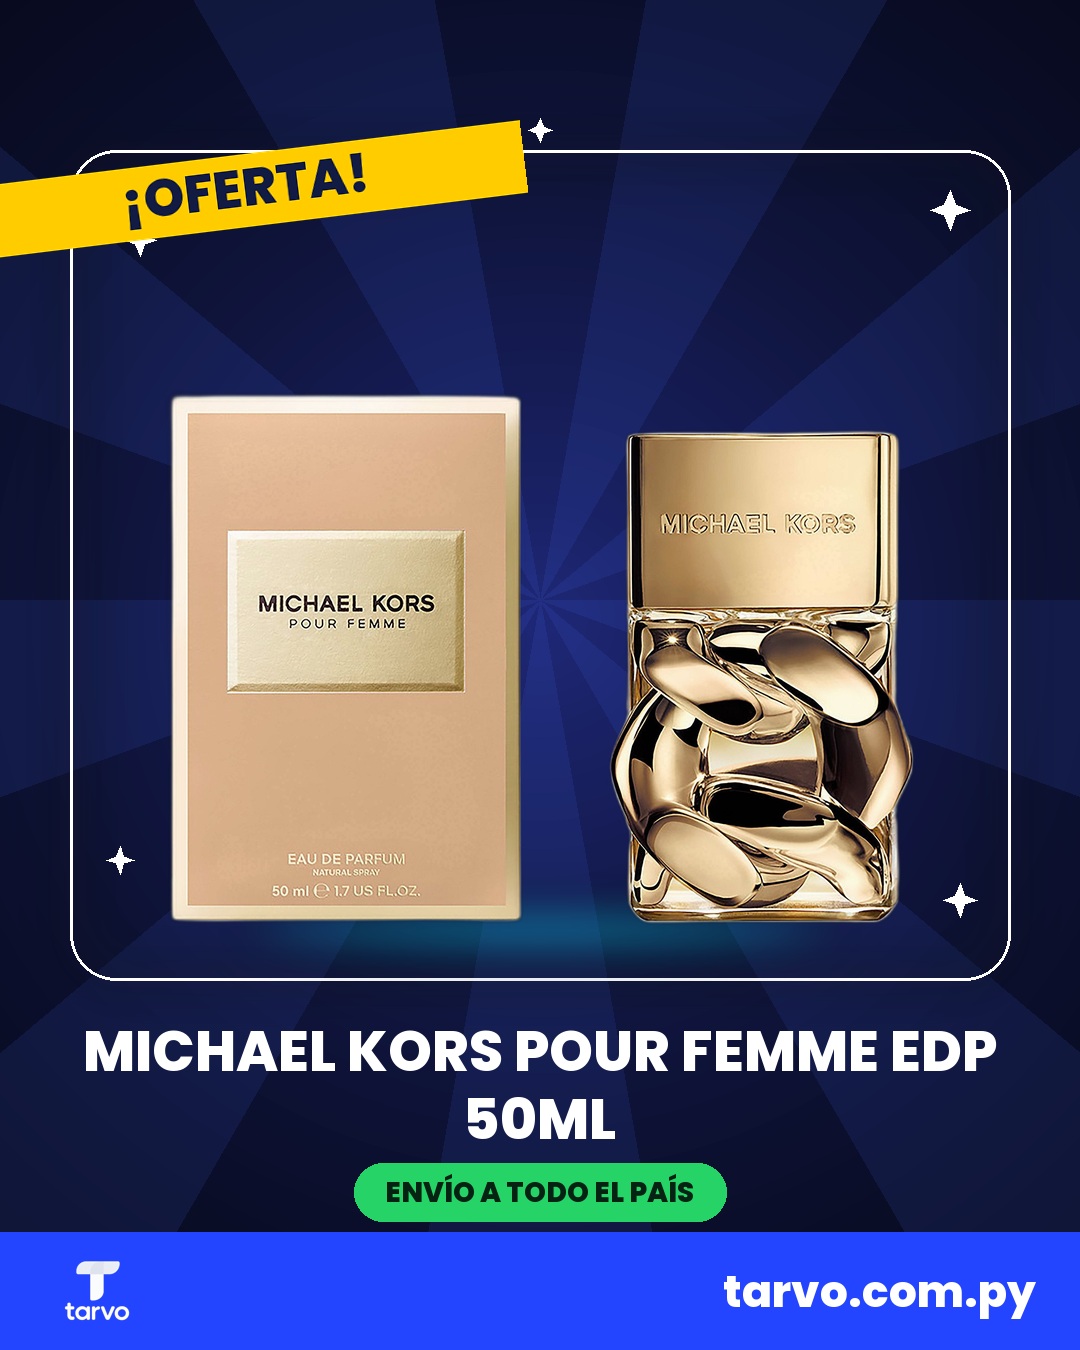 ¡OFERTA!
MICHAEL KORS
POUR FEMME
EAU DE PARFUM
NATURAL SPRAY
50 ml ℮ 1.7 US FL.OZ.
MICHAEL KORS
MICHAEL KORS POUR FEMME EDP
50ML
ENVÍO A TODO EL PAÍS
tarvo
tarvo.com.py